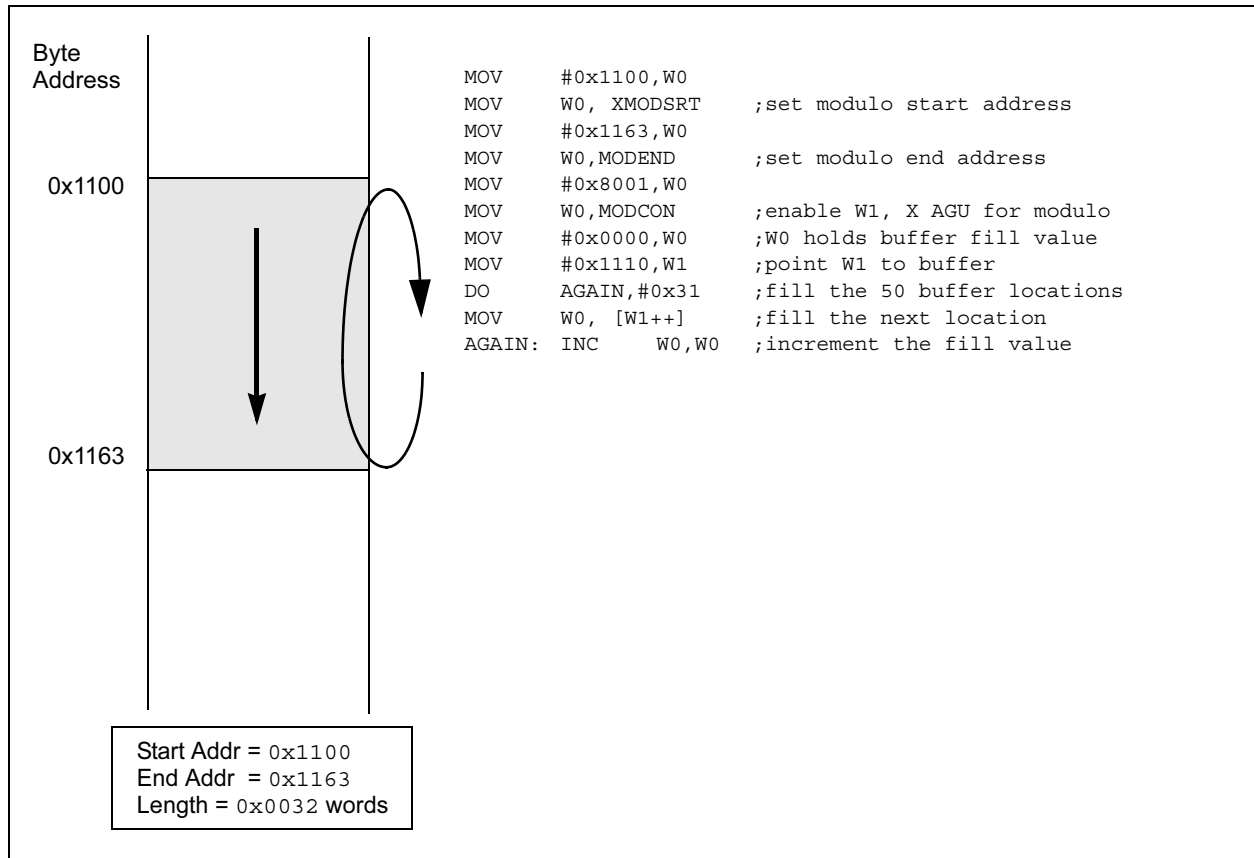 Byte
Address
MOV #0x1100,W0
MOV W0, XMODSRT ;set modulo start address
MOV #0x1163,W0
MOV W0,MODEND ;set modulo end address
0x1100
MOV #0x8001,W0
MOV W0,MODCON ;enable W1, X AGU for modulo
MOV #0x0000,W0 ;W0 holds buffer fill value
MOV #0x1110,W1 ;point W1 to buffer
DO AGAIN,#0x31 ;fill the 50 buffer locations
MOV W0, [W1++] ;fill the next location
AGAIN: INC W0,W0 ;increment the fill value
0x1163
Start Addr = 0x1100
End Addr = 0x1163
Length = 0x0032 words